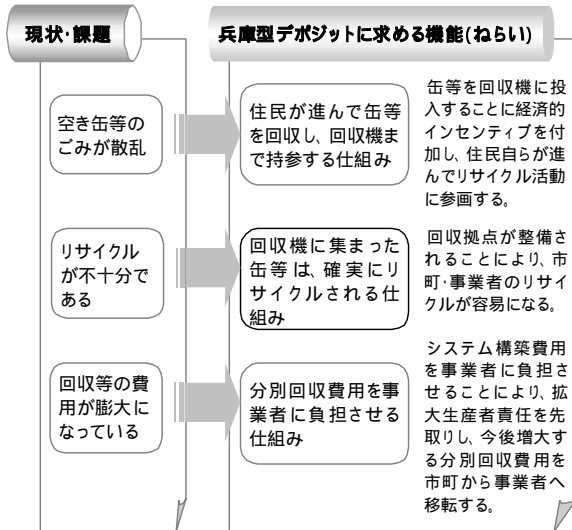 現状・課題
兵庫型デポジットに求める機能(ねらい)
空き缶等の
ごみが散乱
住民が進んで缶等
を回収し、回収機ま
で持参する仕組み
缶等を回収機に投
入することに経済的
インセンティブを付
加し、住民自らが進
んでリサイクル活動
に参画する。
リサイクル
が不十分で
ある
回収機に集まった
缶等は、確実にリ
サイクルされる仕
組み
回収拠点が整備さ
れることにより、市
町・事業者のリサイ
クルが容易になる。
回収等の費
用が膨大に
なっている
分別回収費用を事
業者に負担させる
仕組み
システム構築費用
を事業者に負担さ
せることにより、拡
大生産者責任を先
取りし、今後増大す
る分別回収費用を
市町から事業者へ
移転する。